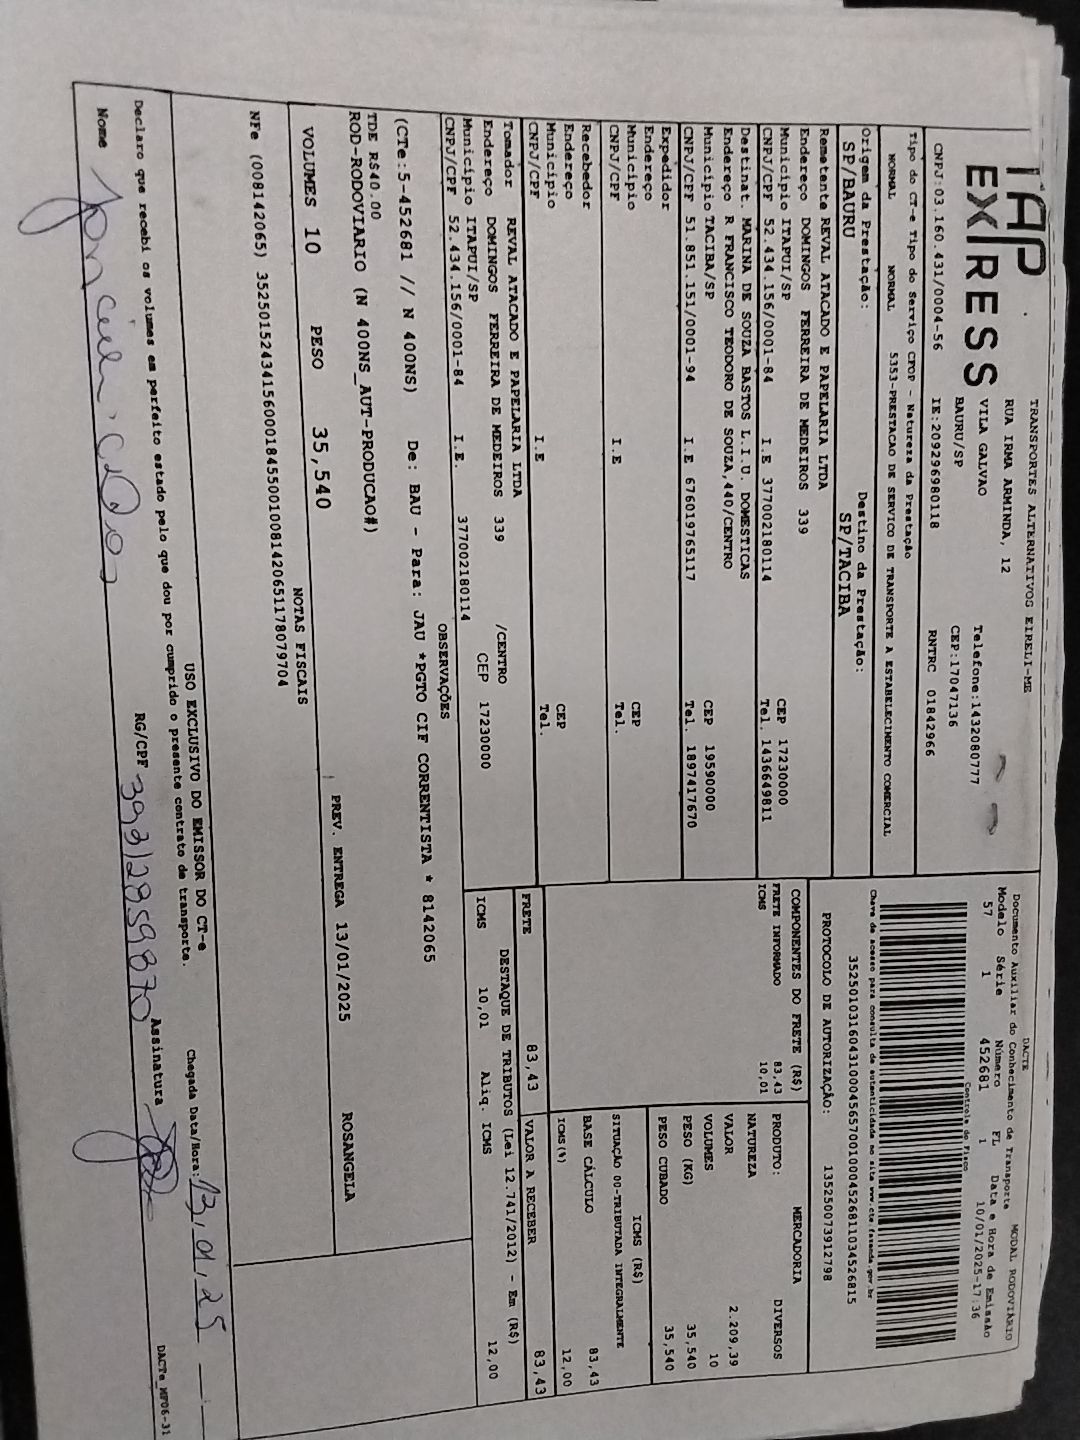 TAP
EXPRESS
TRANSPORTES ALTERNATIVOS EIRELI-ME
RUA IRMA ARMINDA, 12
VILA GALVAO
BAURU/SP
Telefone:1432080777
CEP:17047136
CNPJ:03.160.431/0004-56 IE:209296980118 RNTRC 01842966
Tipo do CT-e Tipo do Serviço CFOP - Natureza da Prestação
NORMAL NORMAL 5353-PRESTACAO DE SERVICO DE TRANSPORTE A ESTABELECIMENTO COMERCIAL
Origem da Prestação: Destino da Prestação:
SP/BAURU SP/TACIBA
Remetente REVAL ATACADO E PAPELARIA LTDA
Endereço DOMINGOS FERREIRA DE MEDEIROS 339
Município ITAPUI/SP CEP 17230000
CNPJ/CPF 52.434.156/0001-84 I.E 377002180114 Tel. 1436649811
Destinat. MARINA DE SOUZA BASTOS L.I.U. DOMESTICAS
Endereço R FRANCISCO TEODORO DE SOUZA,440/CENTRO
Município TACIBA/SP CEP 19590000
CNPJ/CPF 51.851.151/0001-94 I.E 676019765117 Tel. 1897417670
Expedidor
Endereço
Município CEP
CNPJ/CPF I.E Tel.
Recebedor
Endereço
Município CEP
CNPJ/CPF I.E Tel.
Tomador REVAL ATACADO E PAPELARIA LTDA
Endereço DOMINGOS FERREIRA DE MEDEIROS 339 /CENTRO
Município ITAPUI/SP CEP 17230000
CNPJ/CPF 52.434.156/0001-84 I.E. 377002180114
DACTE
Documento Auxiliar do Conhecimento de Transporte MODAL RODOVIÁRIO
Modelo Série Número FL Data e Hora de Emissão
57 1 452681 1 10/01/2025-17:36
Controle do Fisco
35250103160431000456570010004526811034526815
Chave de acesso para consulta de autenticidade no site www.cte.fazenda.gov.br
PROTOCOLO DE AUTORIZAÇÃO: 135250073912798
COMPONENTES DO FRETE (R$)
FRETE INFORMADO 83,43
ICMS 10,01
PRODUTO: MERCADORIA
NATUREZA DIVERSOS
VALOR 2.209,39
VOLUMES 10
PESO (KG) 35,540
PESO CUBADO 35,540
ICMS (R$)
SITUAÇÃO 00-TRIBUTADA INTEGRALMENTE
BASE CÁLCULO 83,43
ICMS(%) 12,00
FRETE 83,43 VALOR A RECEBER 83,43
DESTAQUE DE TRIBUTOS (Lei 12.741/2012) - Em (R$)
ICMS 10,01 Aliq. ICMS 12,00
OBSERVAÇÕES
(CTe:5-452681 // N 400NS) De: BAU - Para: JAU *PGTO CIF CORRENTISTA * 8142065
TDE R$40.00
ROD-RODOVIARIO (N 400NS_AUT-PRODUCAO#)
VOLUMES 10 PESO 35,540 PREV. ENTREGA 13/01/2025 ROSANGELA
NOTAS FISCAIS
NFe (008142065) 35250152434156000184550010081420651178079704
USO EXCLUSIVO DO EMISSOR DO CT-e
Declaro que recebi os volumes em perfeito estado pelo que dou por cumprido o presente contrato de transporte.
Chegada Data/Hora: 13,01,25
Nome RG/CPF 39312859870 Assinatura
DACTe_MF06-31